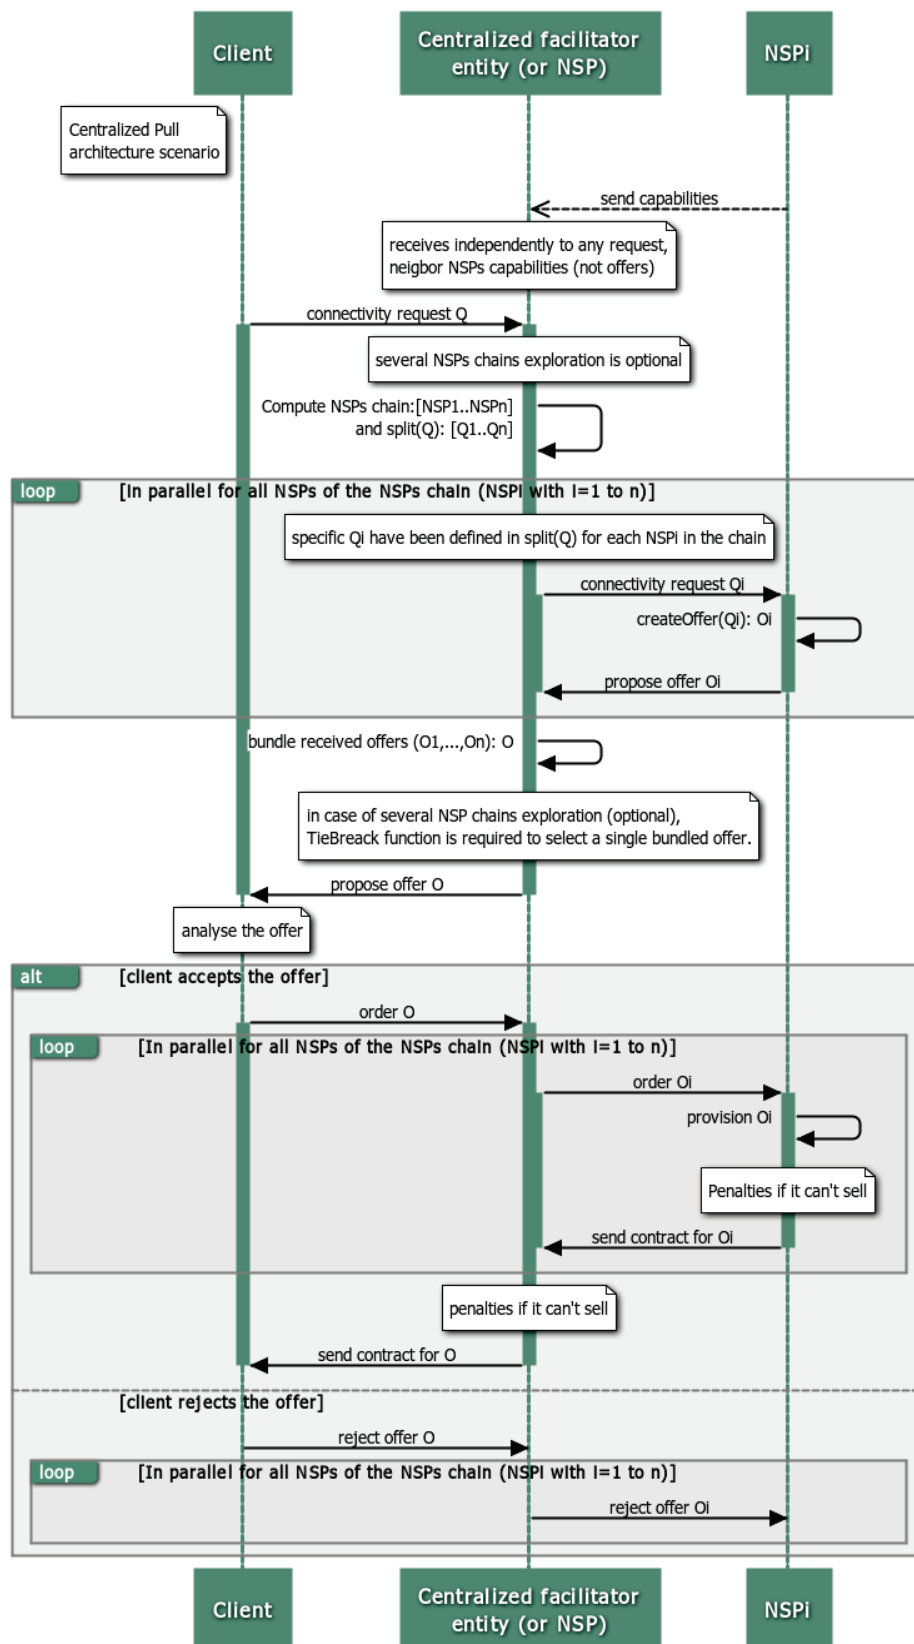 Client
Centralized facilitator
entity (or NSP)
NSPi
Centralized Pull
architecture scenario
send capabilities
receives independently to any request,
neigbor NSPs capabilities (not offers)
connectivity request Q
several NSPs chains exploration is optional
Compute NSPs chain:[NSP1..NSPn]
and split(Q): [Q1..Qn]
loop
[In parallel for all NSPs of the NSPs chain (NSPi with i=1 to n)]
specific Qi have been defined in split(Q) for each NSPi in the chain
connectivity request Qi
createOffer(Qi): Oi
propose offer Oi
bundle received offers (O1,...,On): O
in case of several NSP chains exploration (optional),
TieBreack function is required to select a single bundled offer.
propose offer O
analyse the offer
alt
[client accepts the offer]
order O
loop
[In parallel for all NSPs of the NSPs chain (NSPi with i=1 to n)]
order Oi
provision Oi
Penalties if it can't sell
send contract for Oi
penalties if it can't sell
send contract for O
[client rejects the offer]
reject offer O
loop
[In parallel for all NSPs of the NSPs chain (NSPi with i=1 to n)]
reject offer Oi
Client
Centralized facilitator
entity (or NSP)
NSPi